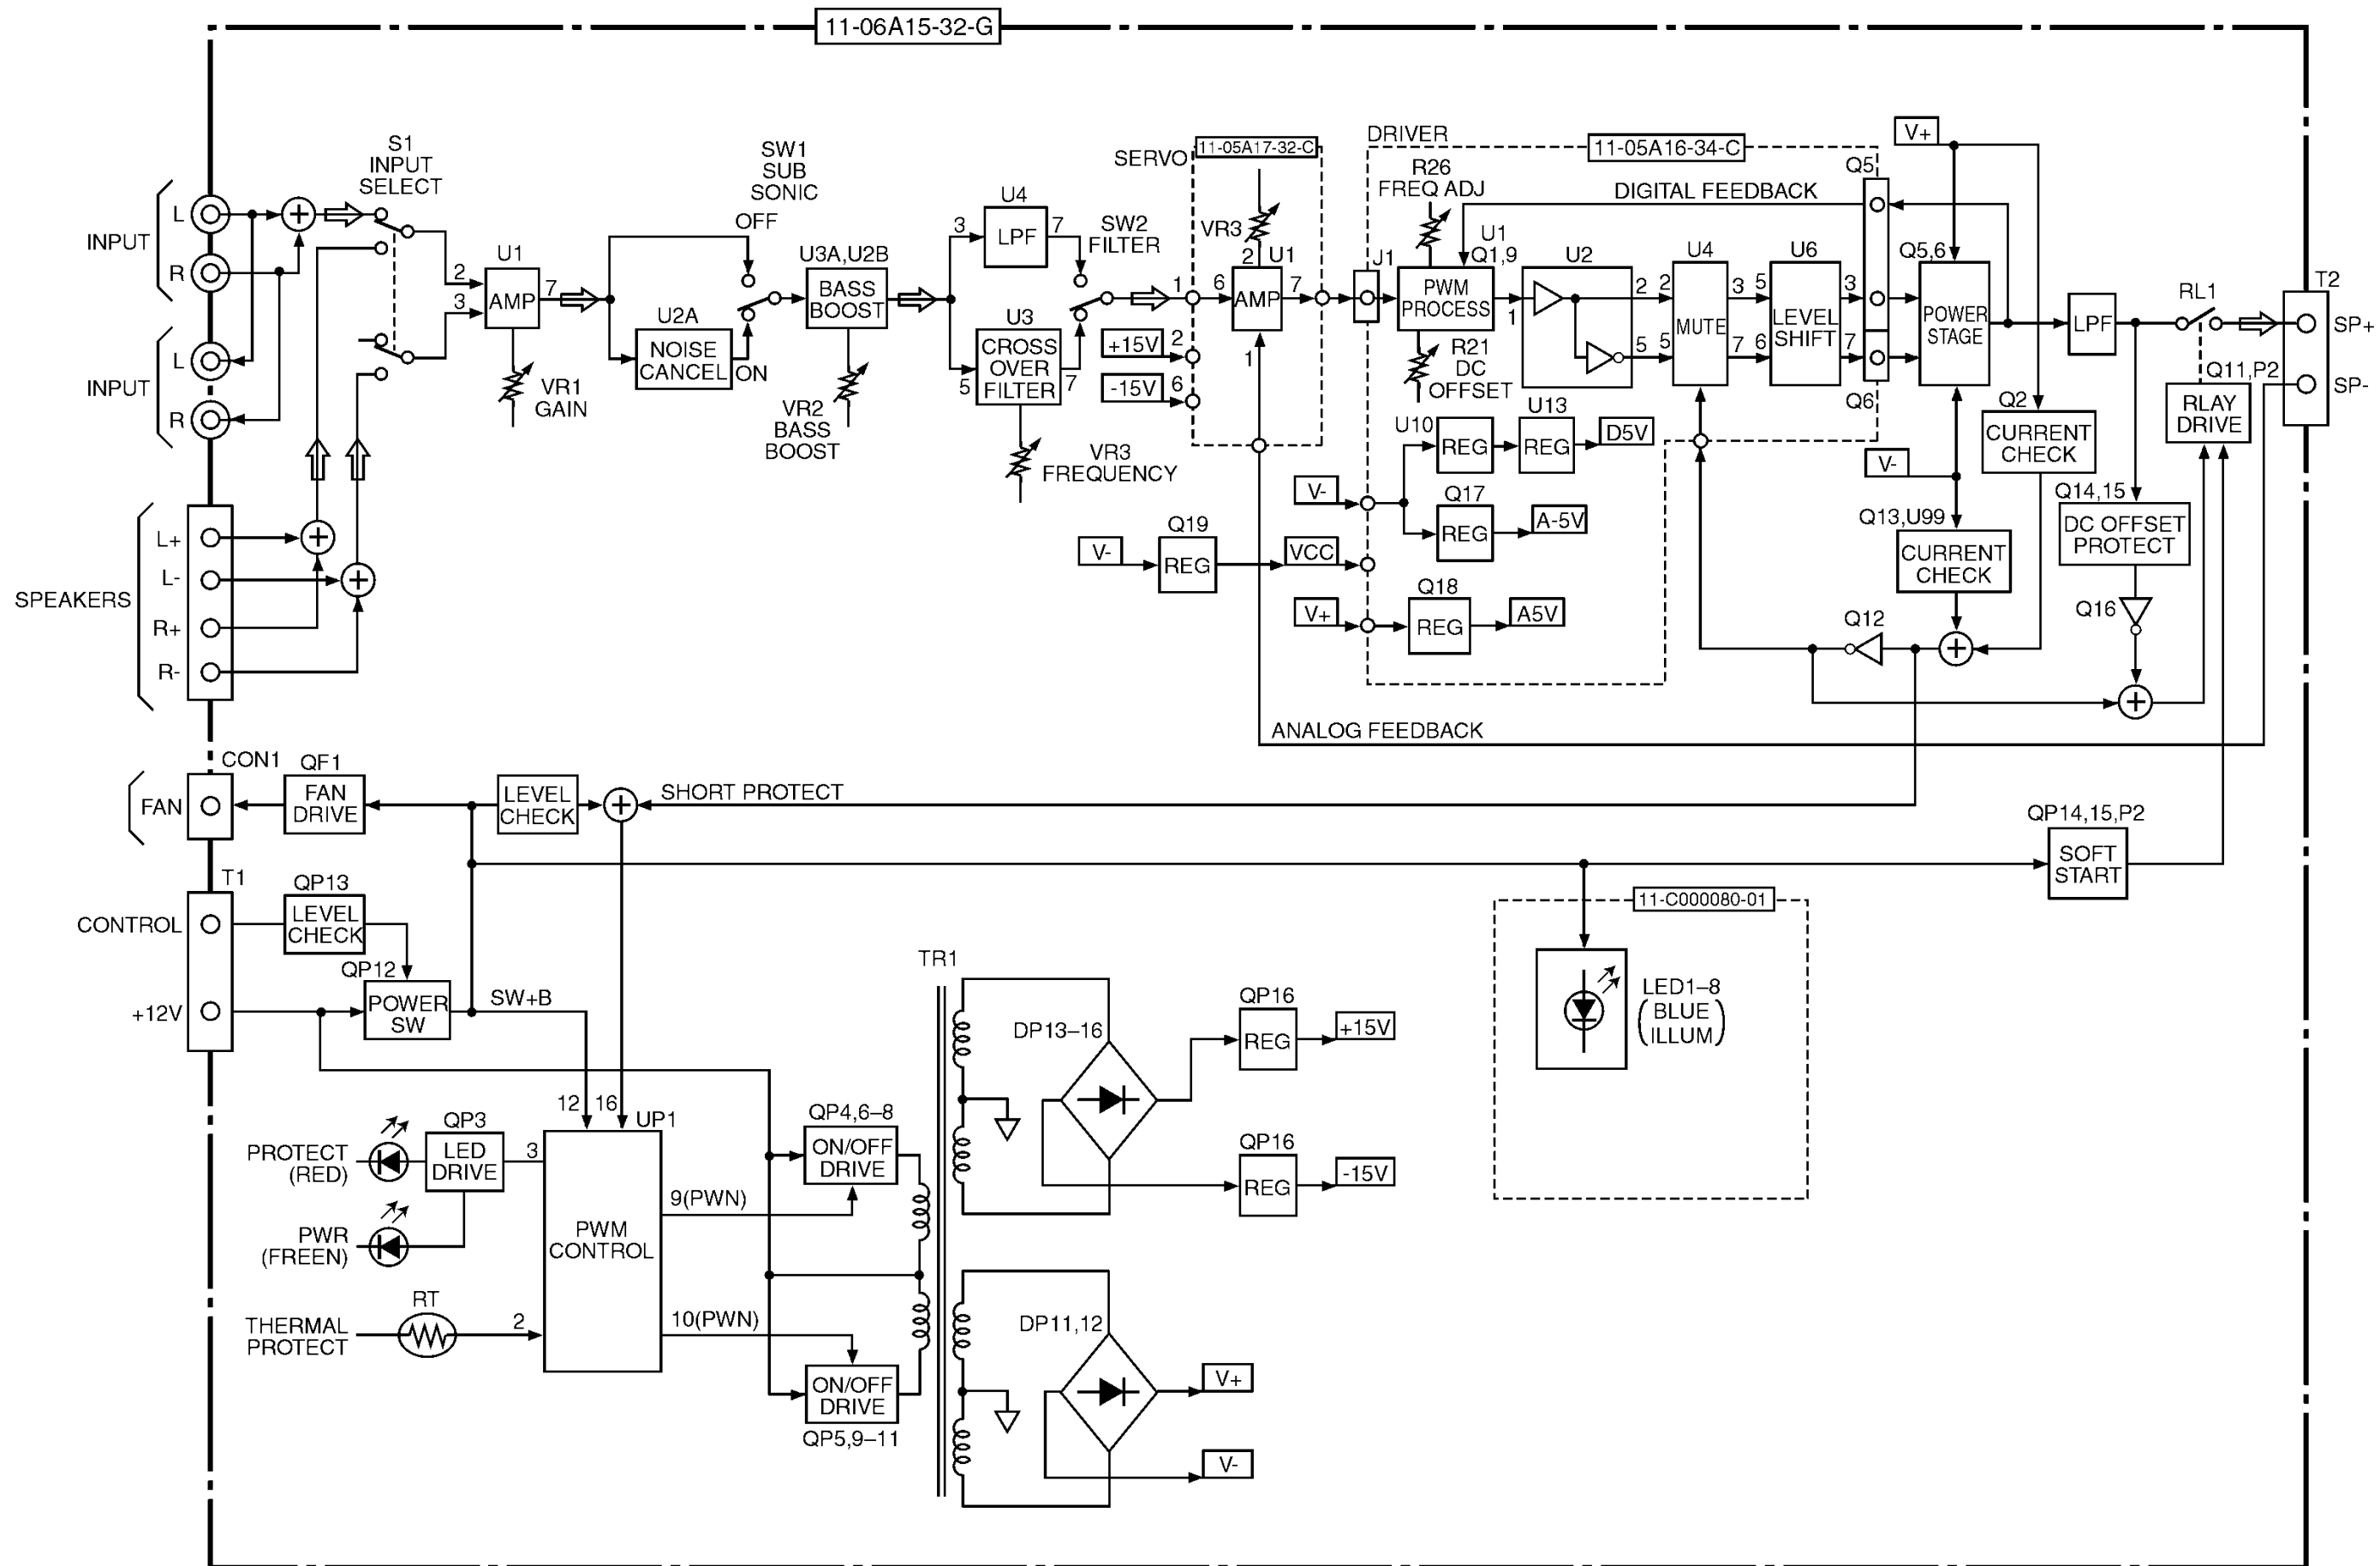 11-06A15-32-G
S1
INPUT
SELECT
L
INPUT
R
L
INPUT
R
2
3
U1
AMP
7
VR1
GAIN
SW1
SUB
SONIC
OFF
U2A
NOISE
CANCEL
ON
U3A,U2B
BASS
BOOST
VR2
BASS
BOOST
U4
3
LPF
7
U3
CROSS
OVER
FILTER
5
7
VR3
FREQUENCY
SW2
FILTER
SERVO
11-05A17-32-C
VR3
2
U1
1
6
AMP
7
1
+15V
2
-15V
6
DRIVER
11-05A16-34-C
R26
FREQ ADJ
DIGITAL FEEDBACK
J1
U1
Q1,9
PWM
PROCESS
1
R21
DC
OFFSET
U2
2
5
U4
2
5
MUTE
3
7
U6
5
6
LEVEL
SHIFT
3
7
Q5
Q6
V+
Q5,6
POWER
STAGE
LPF
RL1
T2
SP+
SP-
Q11,P2
RLAY
DRIVE
Q2
CURRENT
CHECK
V-
Q13,U99
CURRENT
CHECK
Q14,15
DC OFFSET
PROTECT
Q16
Q12
U10
REG
U13
REG
D5V
V-
Q17
REG
A-5V
V-
Q19
REG
VCC
V+
Q18
REG
A5V
ANALOG FEEDBACK
SPEAKERS
L+
L-
R+
R-
CON1
FAN
QF1
FAN
DRIVE
LEVEL
CHECK
SHORT PROTECT
QP14,15,P2
SOFT
START
T1
CONTROL
QP13
LEVEL
CHECK
QP12
+12V
POWER
SW
SW+B
11-C000080-01
LED1–8
BLUE
ILLUM
12
16
UP1
PWM
CONTROL
PROTECT
(RED)
QP3
LED
DRIVE
3
PWR
(FREEN)
RT
THERMAL
PROTECT
2
9(PWN)
10(PWN)
QP4,6–8
ON/OFF
DRIVE
ON/OFF
DRIVE
QP5,9–11
TR1
DP13–16
QP16
REG
+15V
QP16
REG
-15V
DP11,12
V+
V-